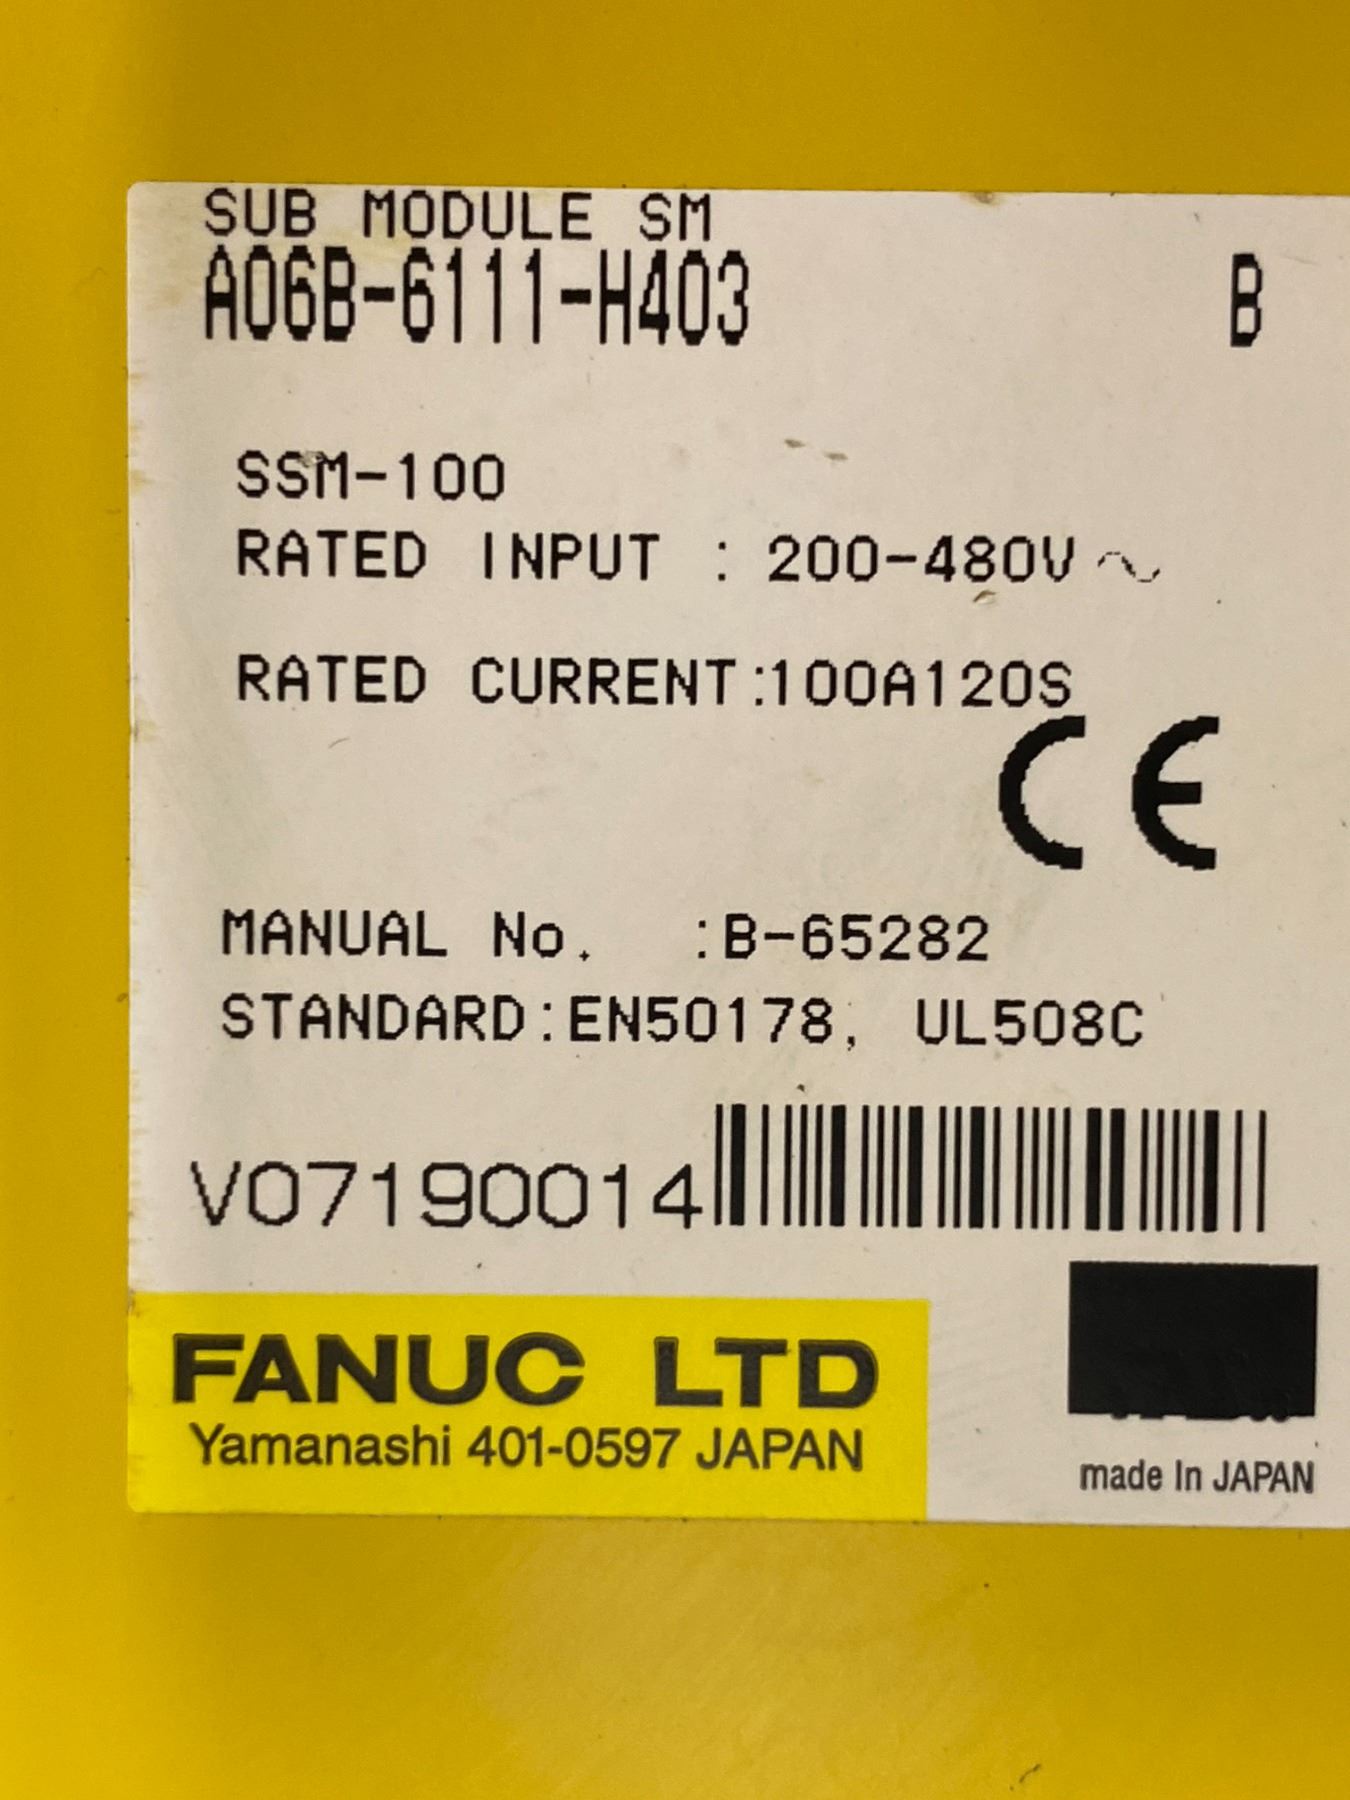 SUB MODULE SM
A06B-6111-H403 B
SSM-100
RATED INPUT : 200-480V~
RATED CURRENT:100A120S
CE
MANUAL No. :B-65282
STANDARD:EN50178, UL508C
V07190014
FANUC LTD
Yamanashi 401-0597 JAPAN
made In JAPAN